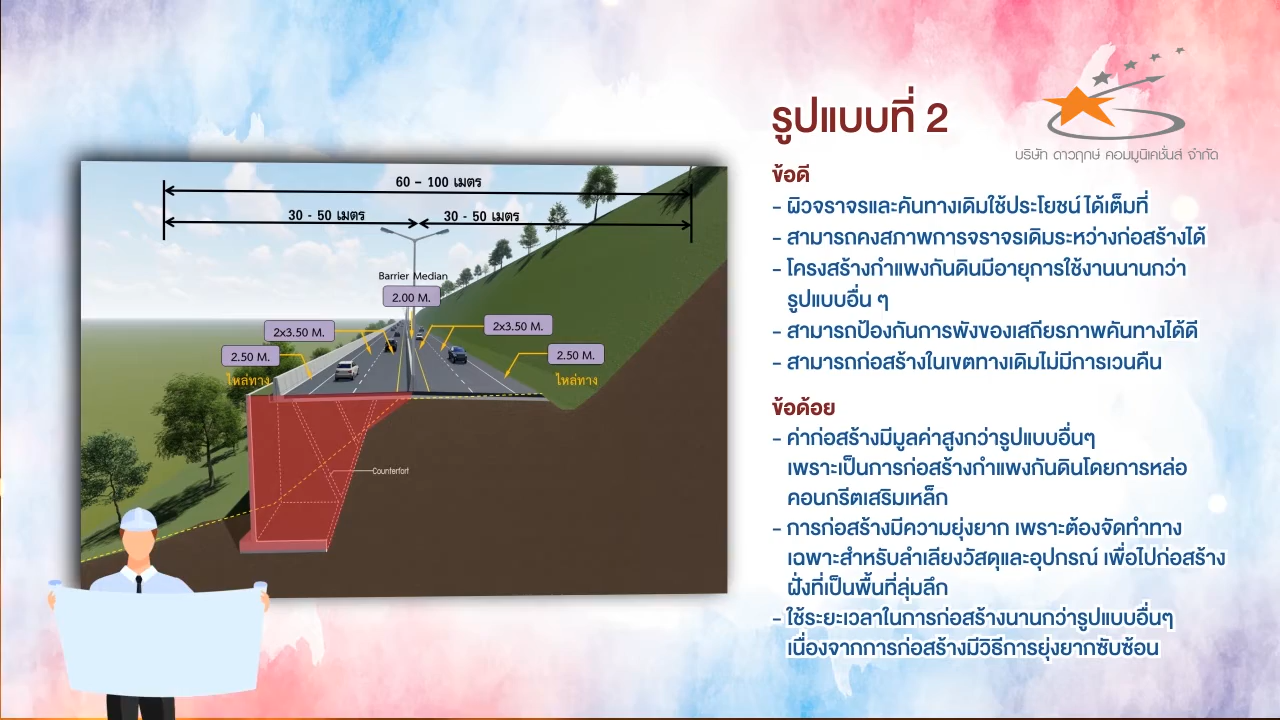 60 – 100 เมตร
30 - 50 เมตร
30 - 50 เมตร
Barrier Median
2.00 M.
2x3.50 M.
2x3.50 M.
2.50 M.
2.50 M.
ไหล่ทาง
ไหล่ทาง
Counterfort
รูปแบบที่ 2
บริษัท ดาวฤกษ์ คอมมูนิเคชั่นส์ จำกัด
ข้อดี
- ผิวจราจรและคันทางเดิมใช้ประโยชน์ได้เต็มที่
- สามารถคงสภาพการจราจรเดิมระหว่างก่อสร้างได้
- โครงสร้างกำแพงกันดินมีอายุการใช้งานนานกว่า
รูปแบบอื่น ๆ
- สามารถป้องกันการพังของเสถียรภาพคันทางได้ดี
- สามารถก่อสร้างในเขตทางเดิมไม่มีการเวนคืน
ข้อด้อย
- ค่าก่อสร้างมีมูลค่าสูงกว่ารูปแบบอื่นๆ
เพราะเป็นการก่อสร้างกำแพงกันดินโดยการหล่อ
คอนกรีตเสริมเหล็ก
- การก่อสร้างมีความยุ่งยาก เพราะต้องจัดทำทาง
เฉพาะสำหรับลำเลียงวัสดุและอุปกรณ์ เพื่อไปก่อสร้าง
ฝั่งที่เป็นพื้นที่ลุ่มลึก
- ใช้ระยะเวลาในการก่อสร้างนานกว่ารูปแบบอื่นๆ
เนื่องจากการก่อสร้างมีวิธีการยุ่งยากซับซ้อน